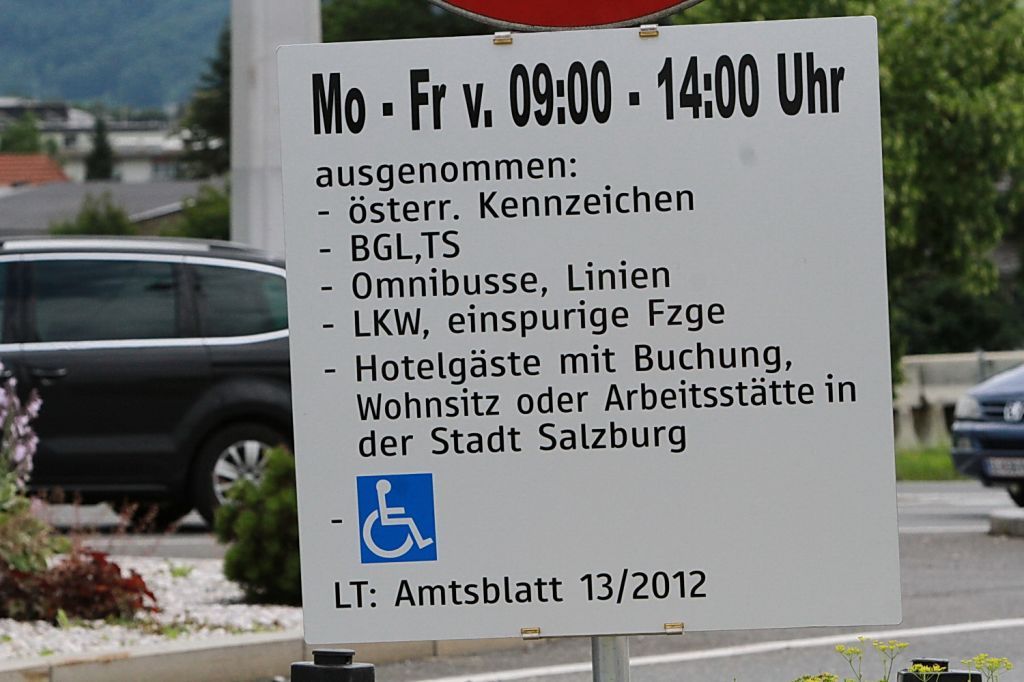 Mo - Fr v. 09:00 - 14:00 Uhr
ausgenommen:
- österr. Kennzeichen
- BGL,TS
- Omnibusse, Linien
- LKW, einspurige Fzge
- Hotelgäste mit Buchung,
Wohnsitz oder Arbeitsstätte in
der Stadt Salzburg
-
LT: Amtsblatt 13/2012